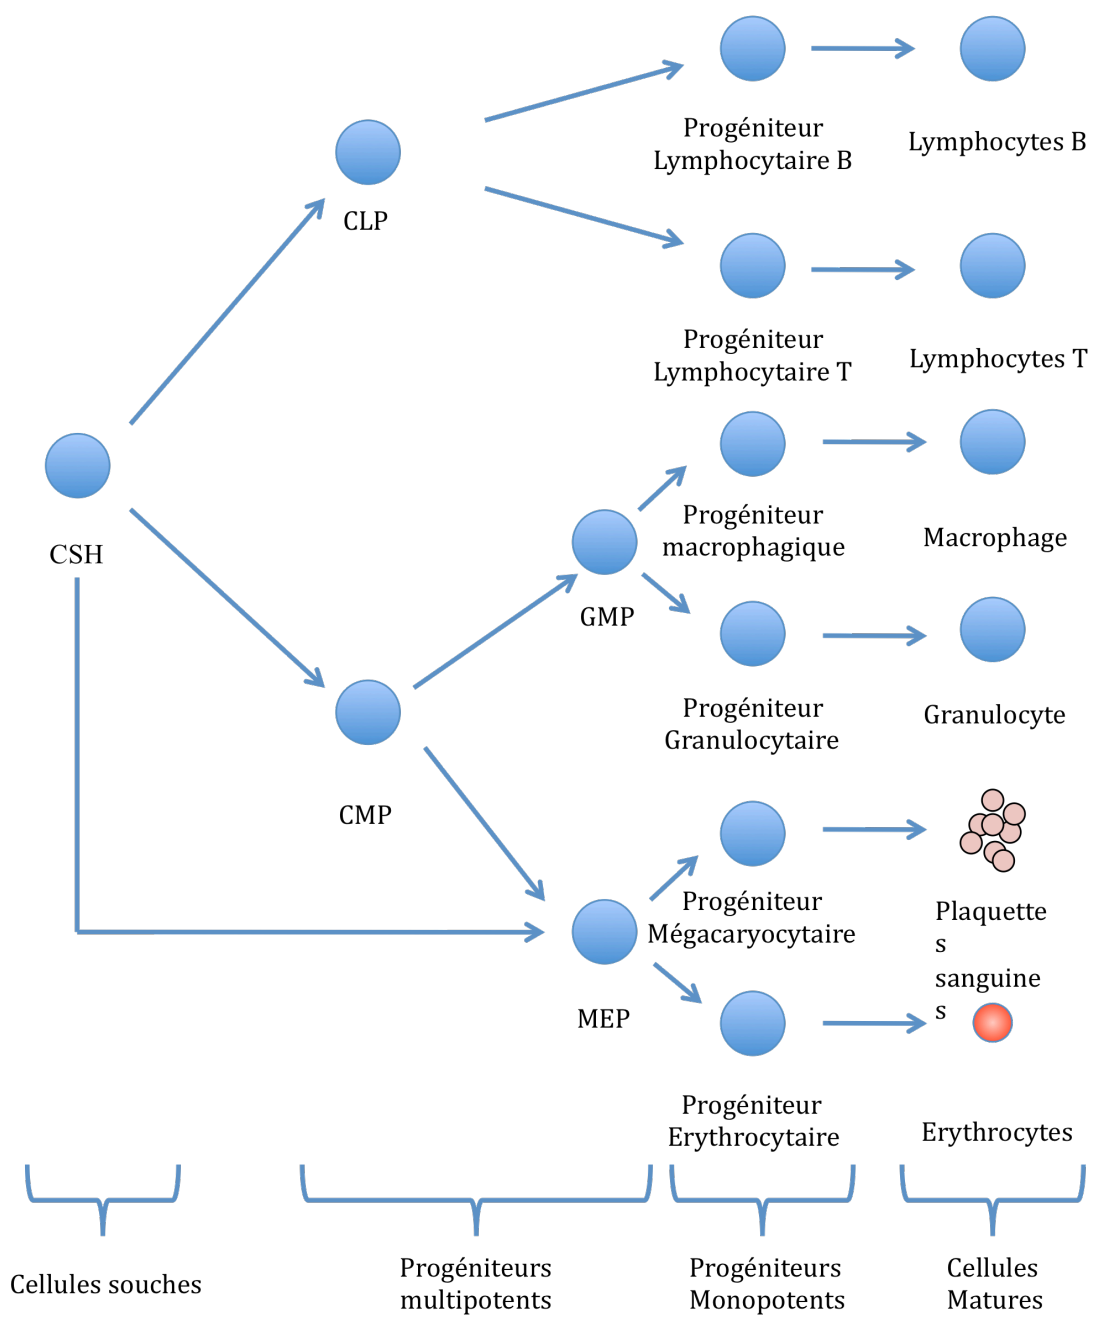 Progéniteur
Lymphocytaire B
Lymphocytes B
CLP
Progéniteur
Lymphocytaire T
Lymphocytes T
CSH
Progéniteur
macrophagique
Macrophage
GMP
Progéniteur
Granulocytaire
Granulocyte
CMP
Progéniteur
Mégacaryocytaire
Plaquette
s
sanguine
s
MEP
Progéniteur
Erythrocytaire
Erythrocytes
Cellules souches
Progéniteurs
multipotents
Progéniteurs
Monopotents
Cellules
Matures